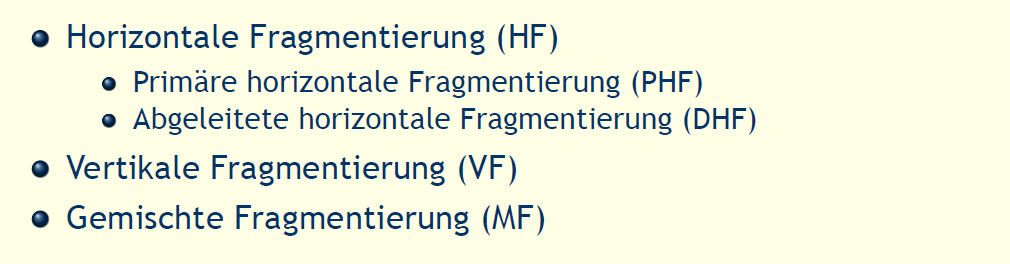 Horizontale Fragmentierung (HF)
Primäre horizontale Fragmentierung (PHF)
Abgeleitete horizontale Fragmentierung (DHF)
Vertikale Fragmentierung (VF)
Gemischte Fragmentierung (MF)